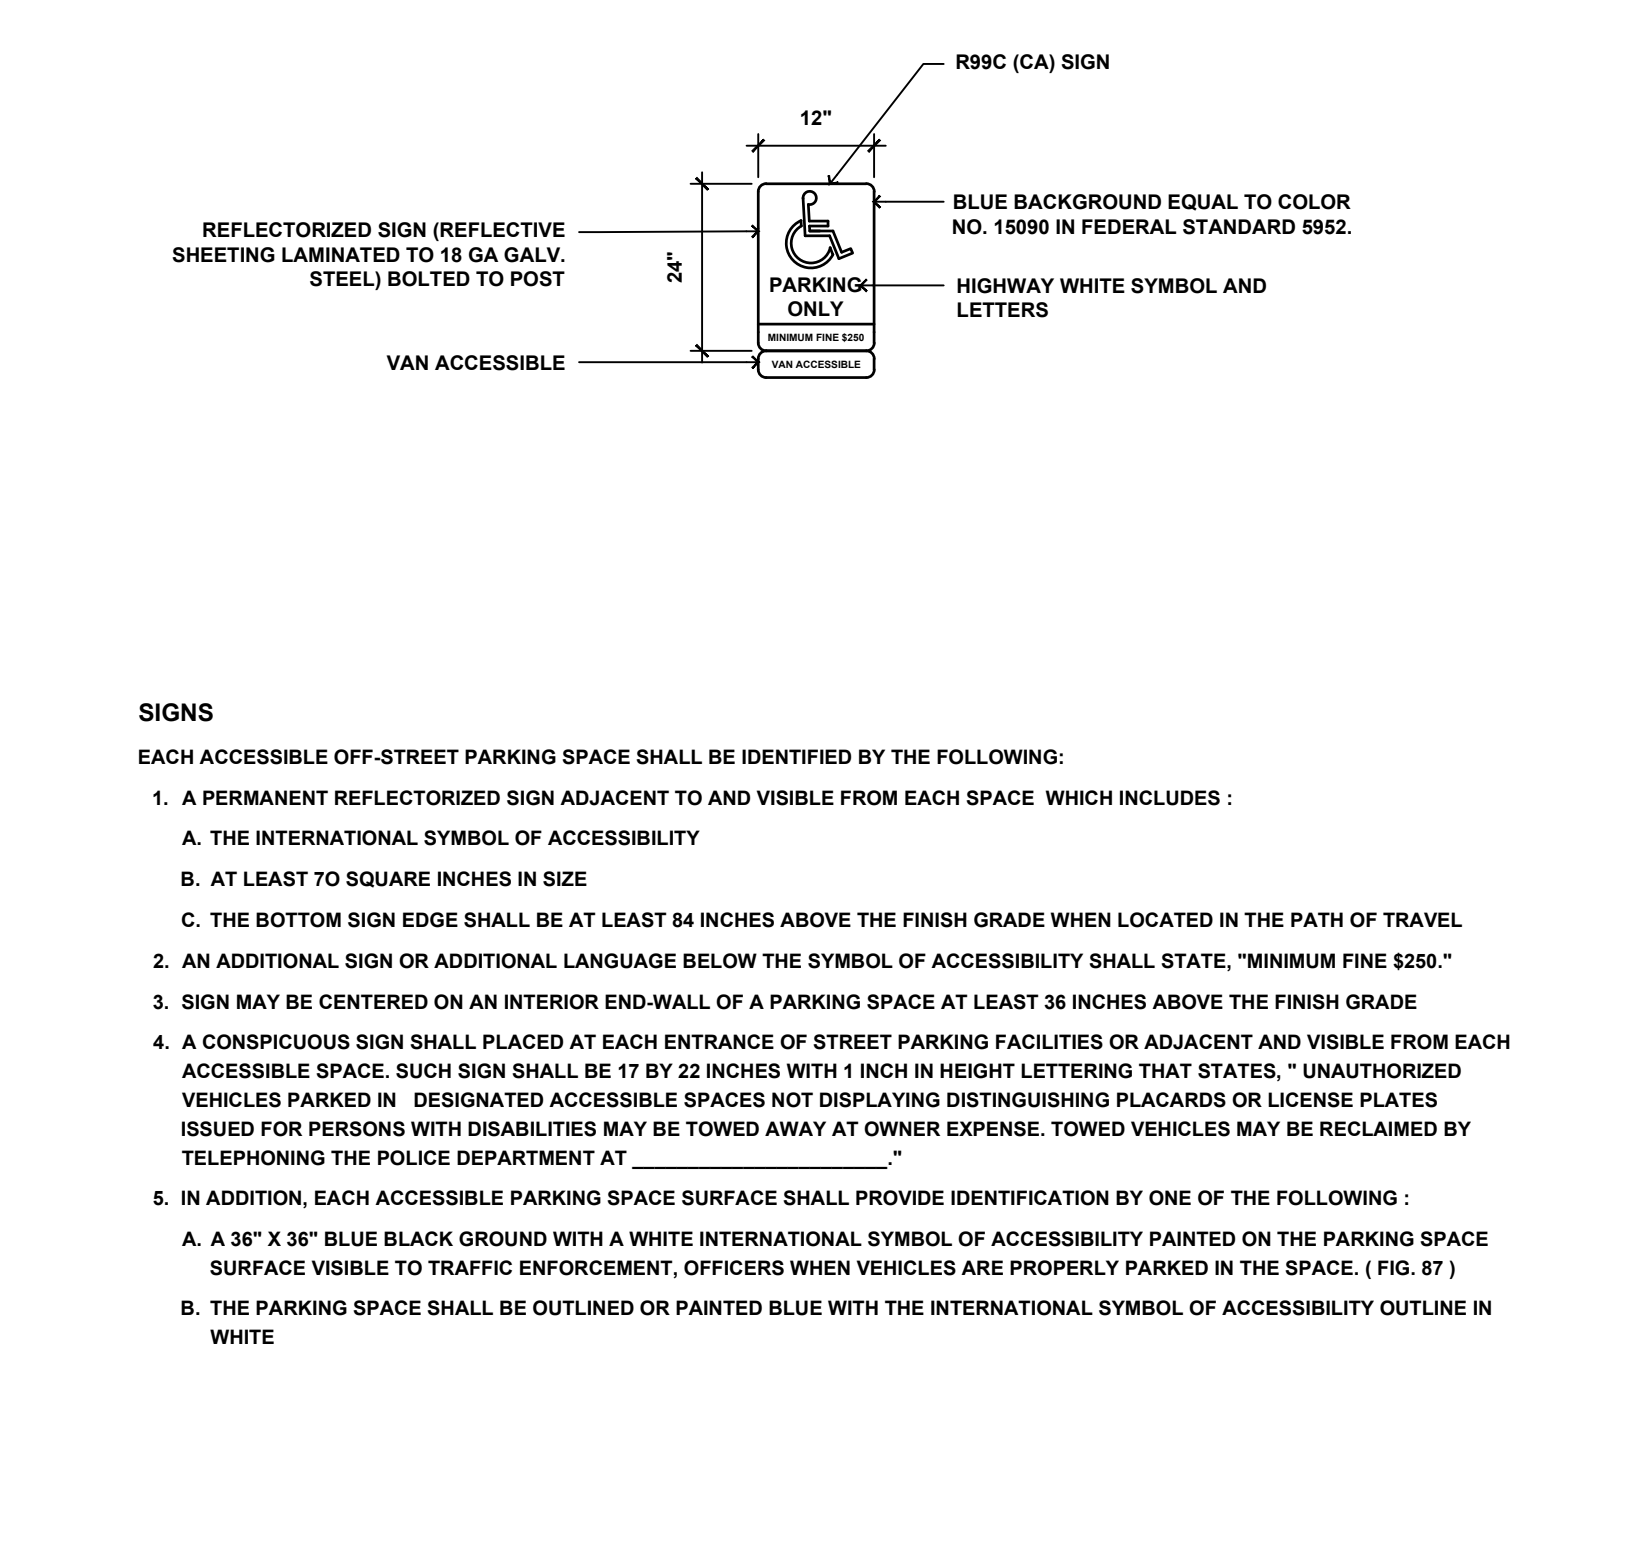 R99C (CA) SIGN
12"
BLUE BACKGROUND EQUAL TO COLOR
NO. 15090 IN FEDERAL STANDARD 5952.
REFLECTORIZED SIGN (REFLECTIVE
SHEETING LAMINATED TO 18 GA GALV.
STEEL) BOLTED TO POST
24"
PARKING
ONLY
HIGHWAY WHITE SYMBOL AND
LETTERS
MINIMUM FINE $250
VAN ACCESSIBLE
VAN ACCESSIBLE
SIGNS
EACH ACCESSIBLE OFF-STREET PARKING SPACE SHALL BE IDENTIFIED BY THE FOLLOWING:
1. A PERMANENT REFLECTORIZED SIGN ADJACENT TO AND VISIBLE FROM EACH SPACE WHICH INCLUDES :
A. THE INTERNATIONAL SYMBOL OF ACCESSIBILITY
B. AT LEAST 7O SQUARE INCHES IN SIZE
C. THE BOTTOM SIGN EDGE SHALL BE AT LEAST 84 INCHES ABOVE THE FINISH GRADE WHEN LOCATED IN THE PATH OF TRAVEL
2. AN ADDITIONAL SIGN OR ADDITIONAL LANGUAGE BELOW THE SYMBOL OF ACCESSIBILITY SHALL STATE, "MINIMUM FINE $250."
3. SIGN MAY BE CENTERED ON AN INTERIOR END-WALL OF A PARKING SPACE AT LEAST 36 INCHES ABOVE THE FINISH GRADE
4. A CONSPICUOUS SIGN SHALL PLACED AT EACH ENTRANCE OF STREET PARKING FACILITIES OR ADJACENT AND VISIBLE FROM EACH
ACCESSIBLE SPACE. SUCH SIGN SHALL BE 17 BY 22 INCHES WITH 1 INCH IN HEIGHT LETTERING THAT STATES, " UNAUTHORIZED
VEHICLES PARKED IN DESIGNATED ACCESSIBLE SPACES NOT DISPLAYING DISTINGUISHING PLACARDS OR LICENSE PLATES
ISSUED FOR PERSONS WITH DISABILITIES MAY BE TOWED AWAY AT OWNER EXPENSE. TOWED VEHICLES MAY BE RECLAIMED BY
TELEPHONING THE POLICE DEPARTMENT AT _______________________."
5. IN ADDITION, EACH ACCESSIBLE PARKING SPACE SURFACE SHALL PROVIDE IDENTIFICATION BY ONE OF THE FOLLOWING :
A. A 36" X 36" BLUE BLACK GROUND WITH A WHITE INTERNATIONAL SYMBOL OF ACCESSIBILITY PAINTED ON THE PARKING SPACE
SURFACE VISIBLE TO TRAFFIC ENFORCEMENT, OFFICERS WHEN VEHICLES ARE PROPERLY PARKED IN THE SPACE. ( FIG. 87 )
B. THE PARKING SPACE SHALL BE OUTLINED OR PAINTED BLUE WITH THE INTERNATIONAL SYMBOL OF ACCESSIBILITY OUTLINE IN
WHITE